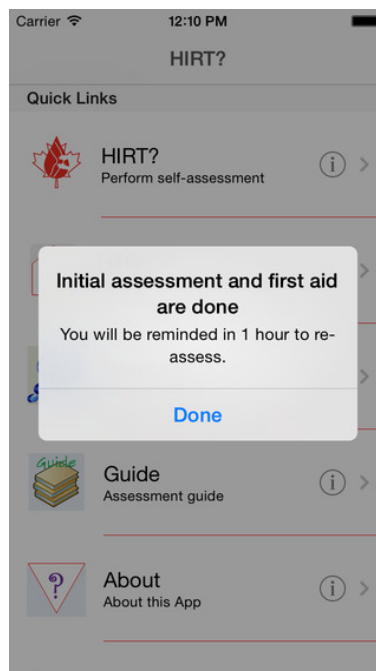 Carrier 12:10 PM
HIRT?
Quick Links
HIRT?
Perform self-assessment
Initial assessment and first aid
are done
You will be reminded in 1 hour to re-
assess.
Done
Guide
Guide
Assessment guide
?
About
About this App